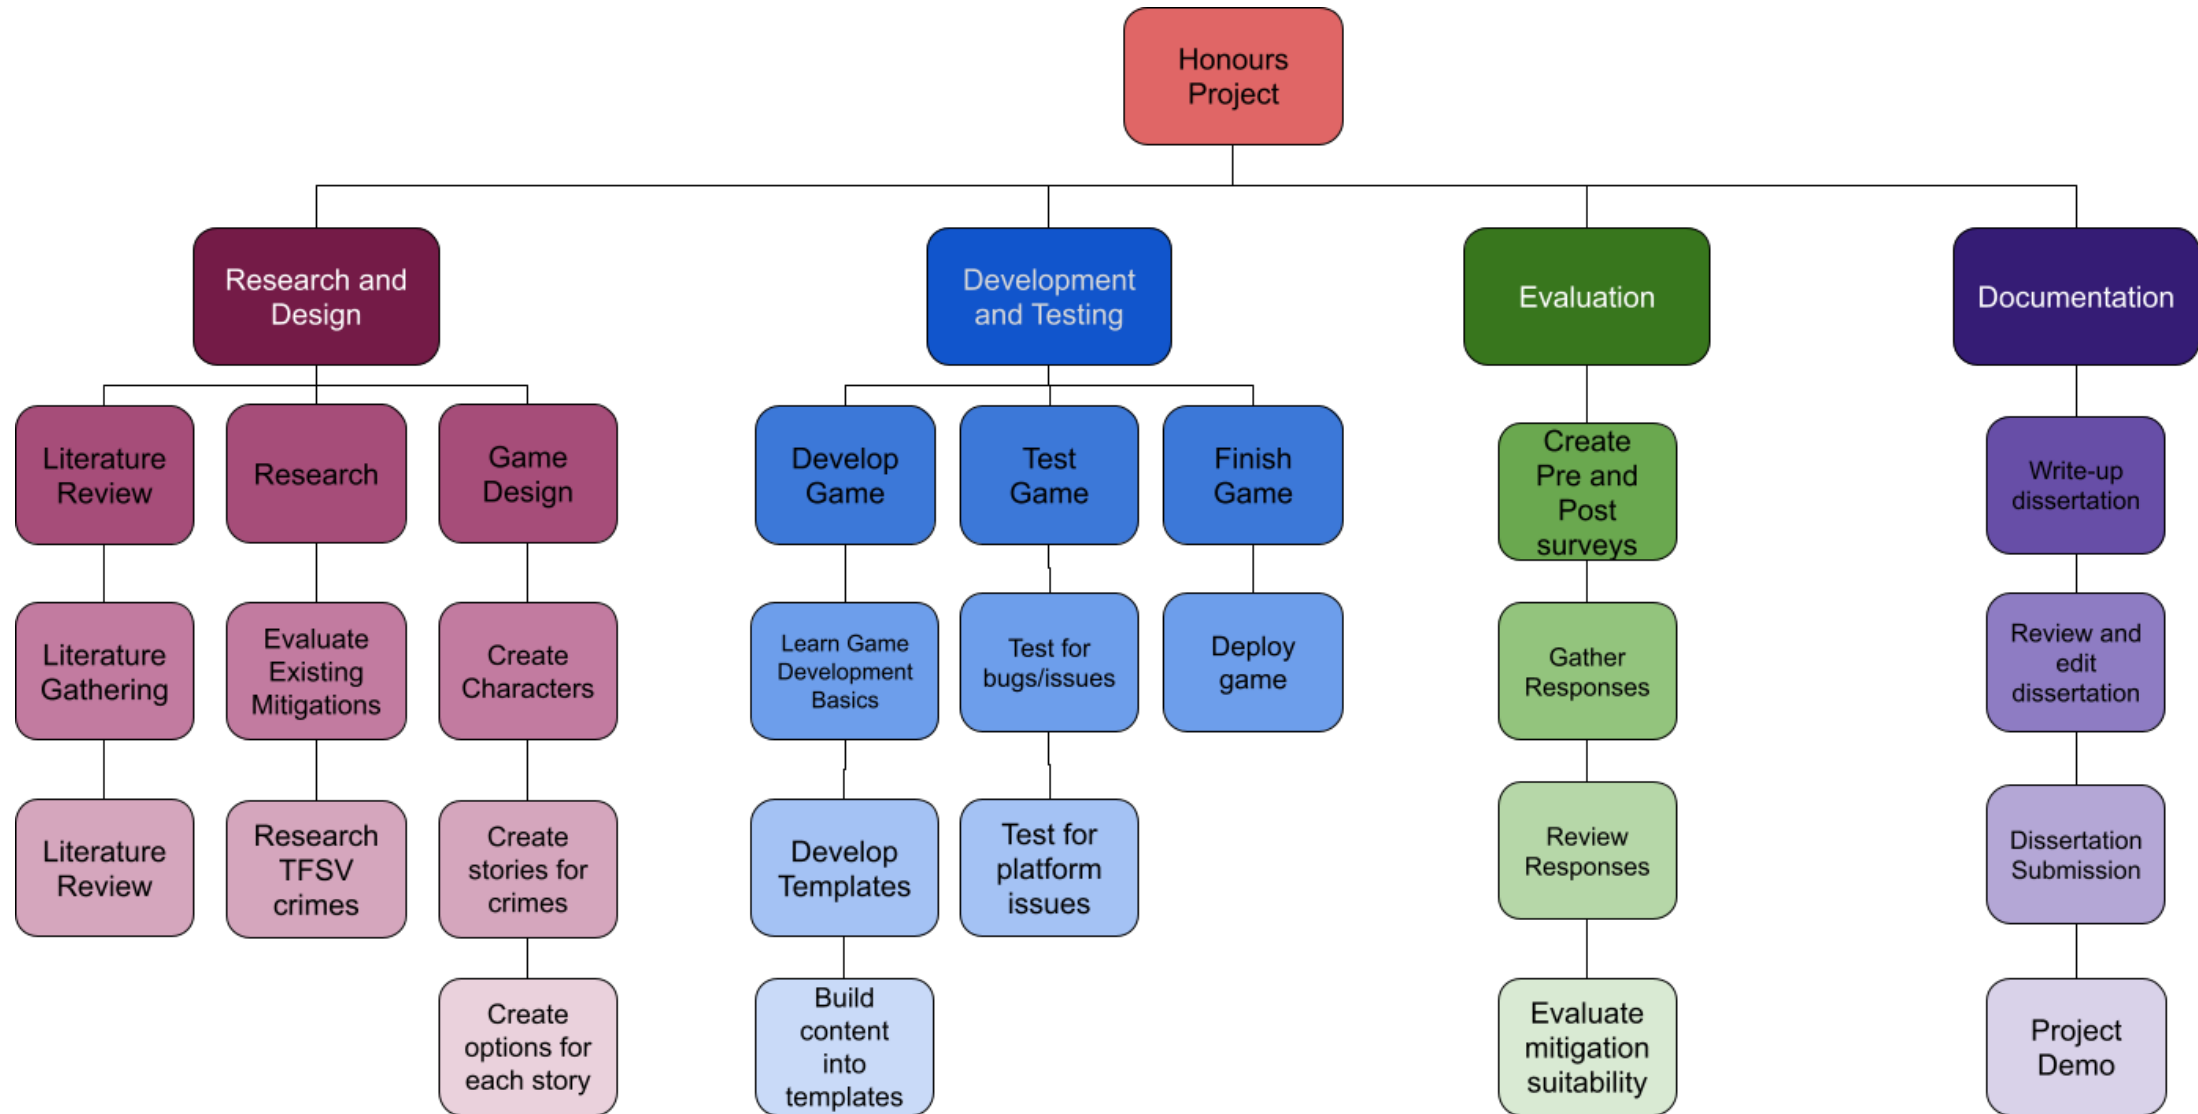 Honours
Project
Research and
Design
Development
and Testing
Evaluation
Documentation
Literature
Review
Research
Game
Design
Develop
Game
Test
Game
Finish
Game
Create
Pre and
Post
surveys
Write-up
dissertation
Literature
Gathering
Evaluate
Existing
Mitigations
Create
Characters
Learn Game
Development
Basics
Test for
bugs/issues
Deploy
game
Gather
Responses
Review and
edit
dissertation
Literature
Review
Research
TFSV
crimes
Create
stories for
crimes
Develop
Templates
Test for
platform
issues
Review
Responses
Dissertation
Submission
Create
options for
each story
Build
content
into
templates
Evaluate
mitigation
suitability
Project
Demo